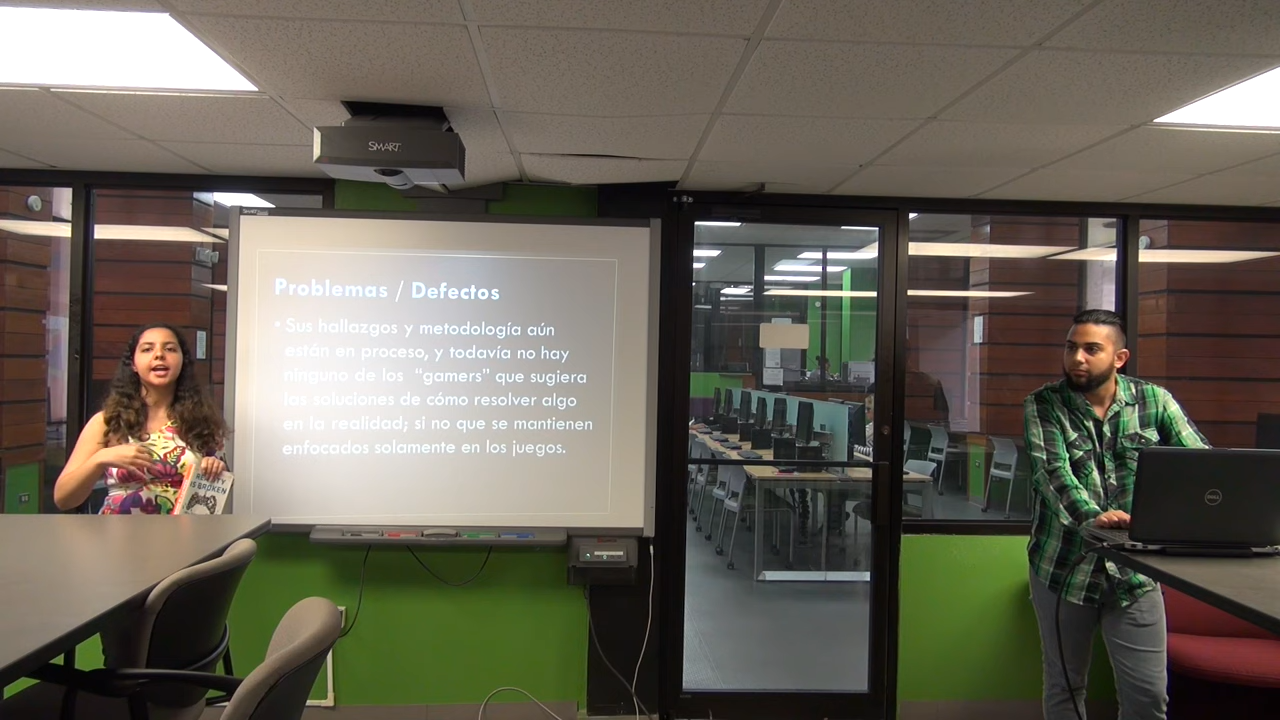 SMART
Problemas / Defectos
• Sus hallazgos y metodología aún
están en proceso, y todavía no hay
ninguno de los "gamers" que sugiera
las soluciones de cómo resolver algo
en la realidad; si no que se mantienen
enfocados solamente en los juegos.
IS BROKEN
DELL